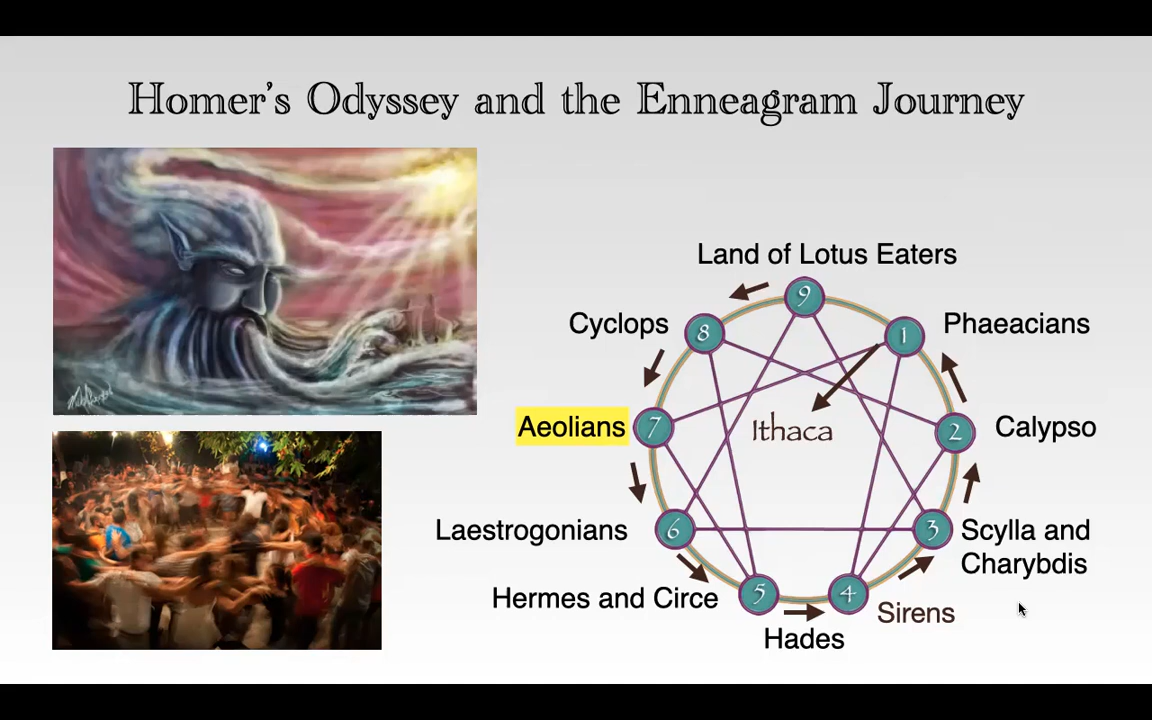 Homer's Odyssey and the Enneagram Journey
Land of Lotus Eaters
9
Cyclops
8
1
Phaeacians
Aeolians
7
Ithaca
2
Calypso
Laestrogonians
6
3
Scylla and
Charybdis
Hermes and Circe
5
4
Sirens
Hades